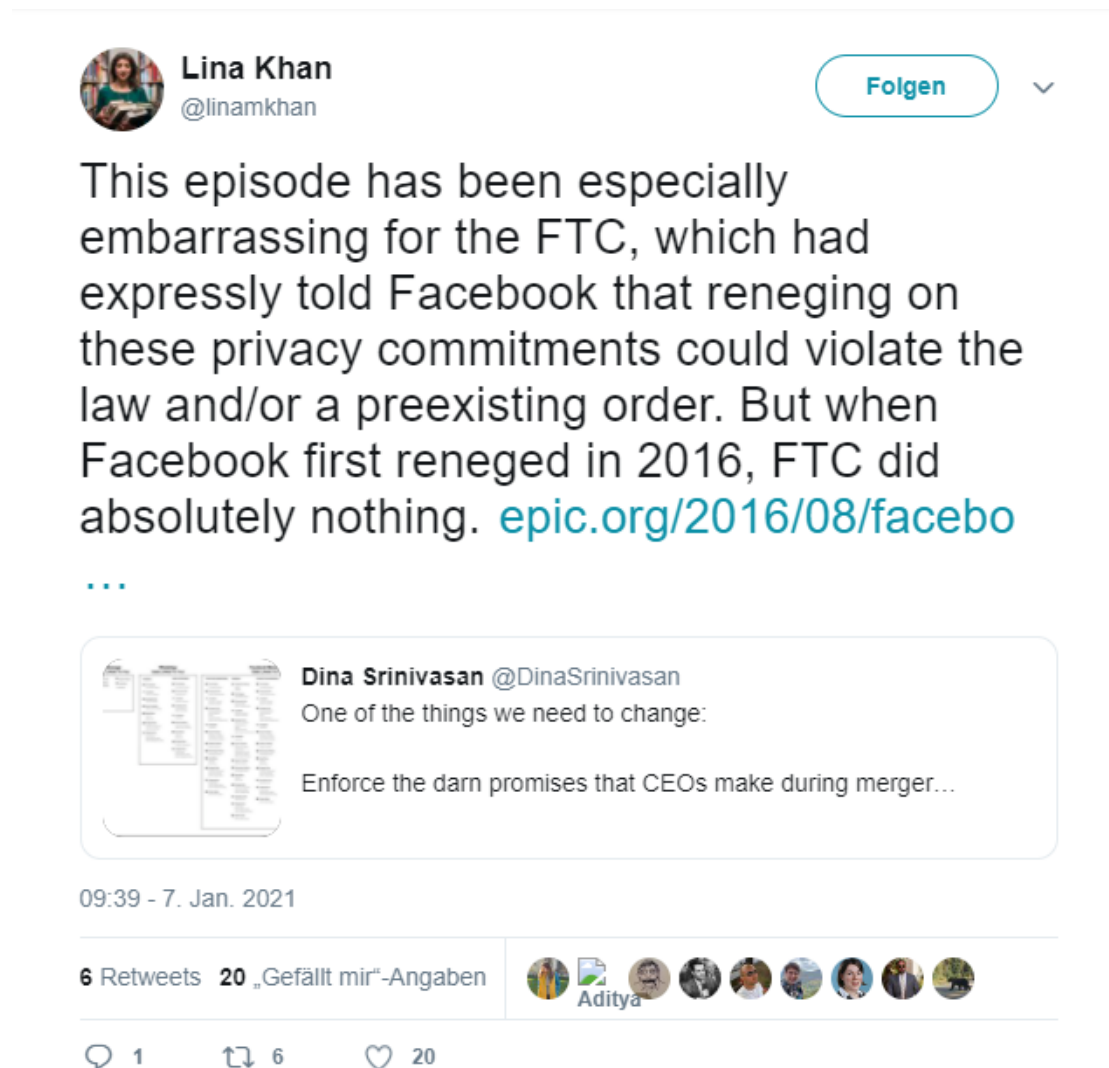 Lina Khan
@linamkhan
Folgen
This episode has been especially
embarrassing for the FTC, which had
expressly told Facebook that reneging on
these privacy commitments could violate the
law and/or a preexisting order. But when
Facebook first reneged in 2016, FTC did
absolutely nothing. epic.org/2016/08/facebo
…
Dina Srinivasan @DinaSrinivasan
One of the things we need to change:
Enforce the darn promises that CEOs make during merger…
09:39 - 7. Jan. 2021
6 Retweets 20 „Gefällt mir“-Angaben
Aditya
1 6 20